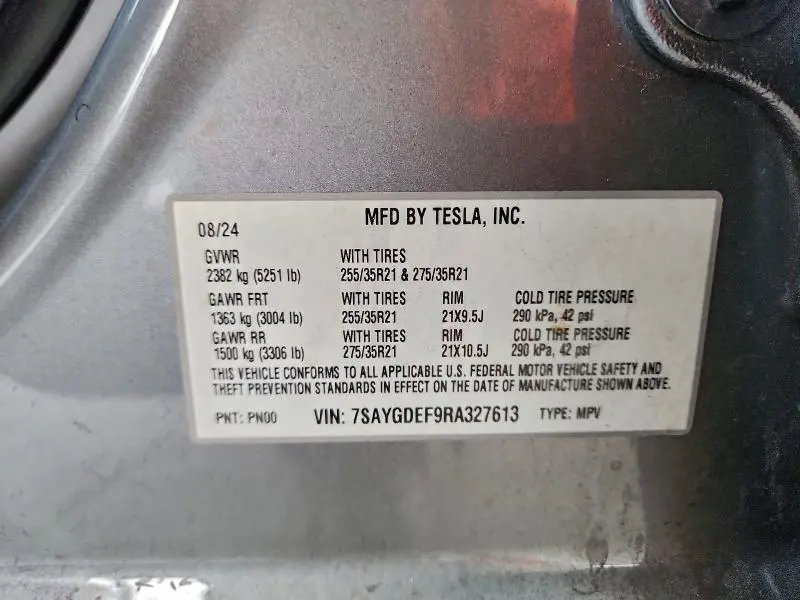 MFD BY TESLA, INC.
08/24
GVWR WITH TIRES
2382 kg (5251 lb) 255/35R21 & 275/35R21
GAWR FRT WITH TIRES RIM COLD TIRE PRESSURE
1363 kg (3004 lb) 255/35R21 21X9.5J 290 kPa, 42 psi
GAWR RR WITH TIRES RIM COLD TIRE PRESSURE
1500 kg (3306 lb) 275/35R21 21X10.5J 290 kPa, 42 psi
THIS VEHICLE CONFORMS TO ALL APPLICABLE U.S. FEDERAL MOTOR VEHICLE SAFETY AND
THEFT PREVENTION STANDARDS IN EFFECT ON THE DATE OF MANUFACTURE SHOWN ABOVE.
PNT: PN00 VIN: 7SAYGDEF9RA327613 TYPE: MPV